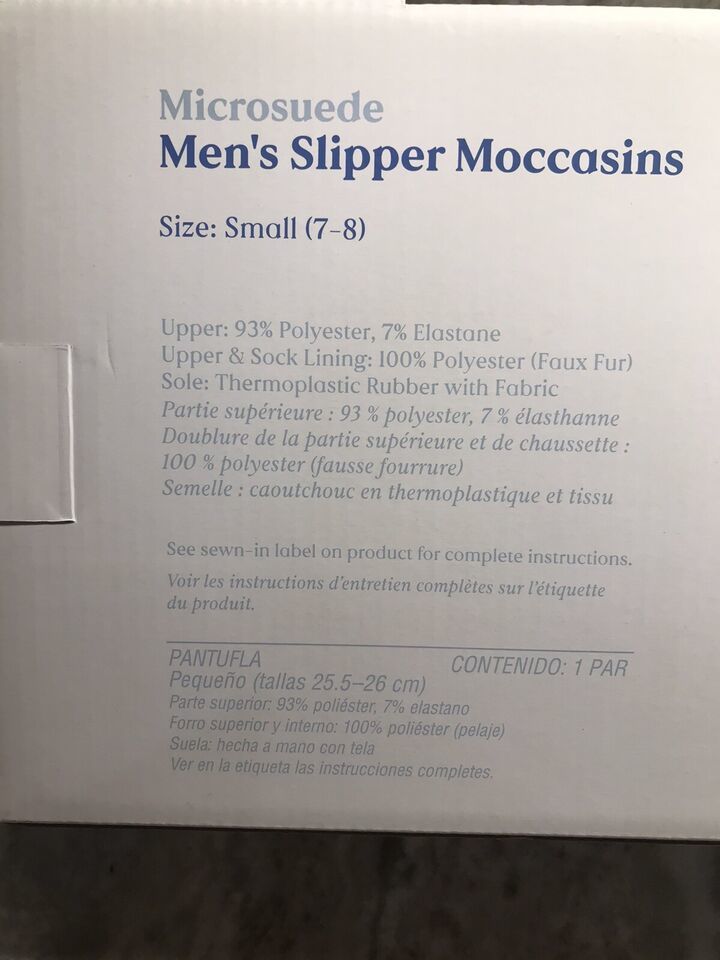 Microsuede
Men's Slipper Moccasins
Size: Small (7-8)
Upper: 93% Polyester, 7% Elastane
Upper & Sock Lining: 100% Polyester (Faux Fur)
Sole: Thermoplastic Rubber with Fabric
Partie supérieure : 93 % polyester, 7 % élasthanne
Doublure de la partie supérieure et de chaussette :
100 % polyester (fausse fourrure)
Semelle : caoutchouc en thermoplastique et tissu
See sewn-in label on product for complete instructions.
Voir les instructions d'entretien complètes sur l'étiquette
du produit.
PANTUFLA CONTENIDO: 1 PAR
Pequeño (tallas 25.5–26 cm)
Parte superior: 93% poliéster, 7% elastano
Forro superior y interno: 100% poliéster (pelaje)
Suela: hecha a mano con tela
Ver en la etiqueta las instrucciones completes.